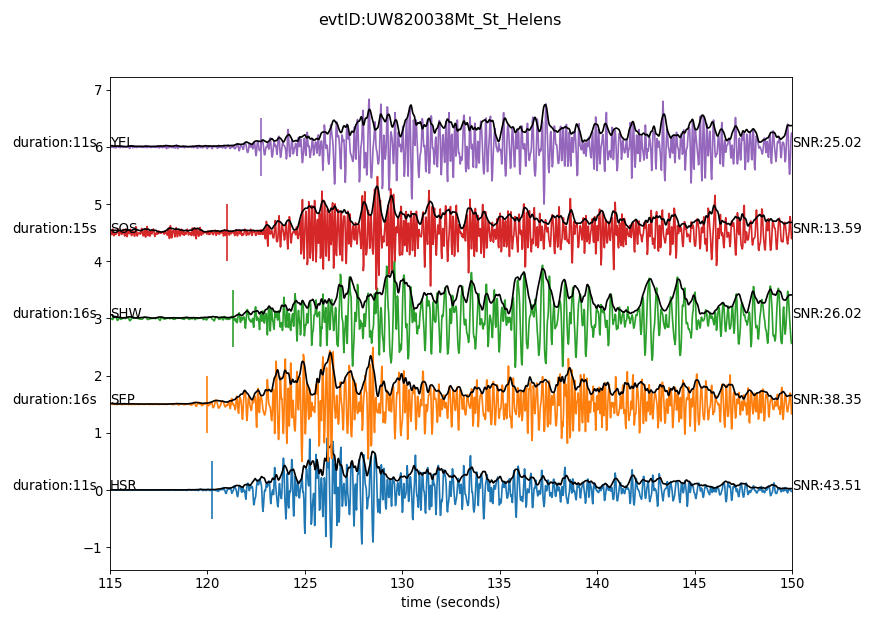 evtID:UW820038Mt_St_Helens
7
duration:11s YEL 6 SNR:25.02
5
duration:15s SOS SNR:13.59
4
duration:16s SHW 3 SNR:26.02
2
duration:16s SEP SNR:38.35
1
duration:11s HSR 0 SNR:43.51
−1
115 120 125 130 135 140 145 150
time (seconds)